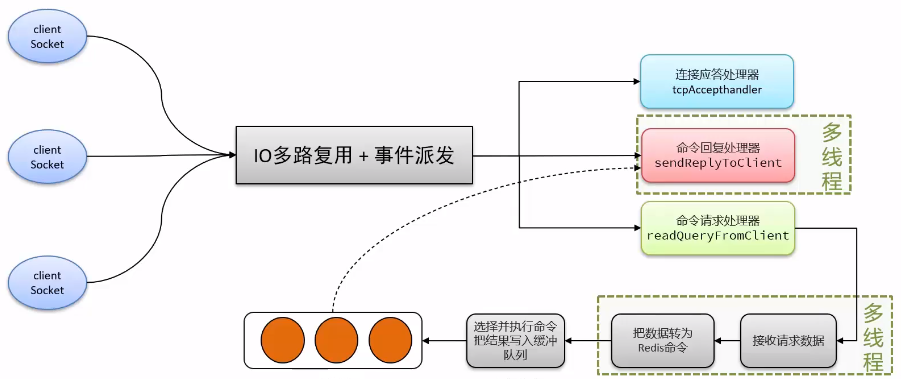 client
Socket
client
Socket
client
Socket
IO多路复用 + 事件派发
连接应答处理器
tcpAccepthandler
命令回复处理器
sendReplyToClient
多
线
程
命令请求处理器
readQueryFromClient
选择并执行命令
把结果写入缓冲
队列
把数据转为
Redis命令
接收请求数据
多
线
程